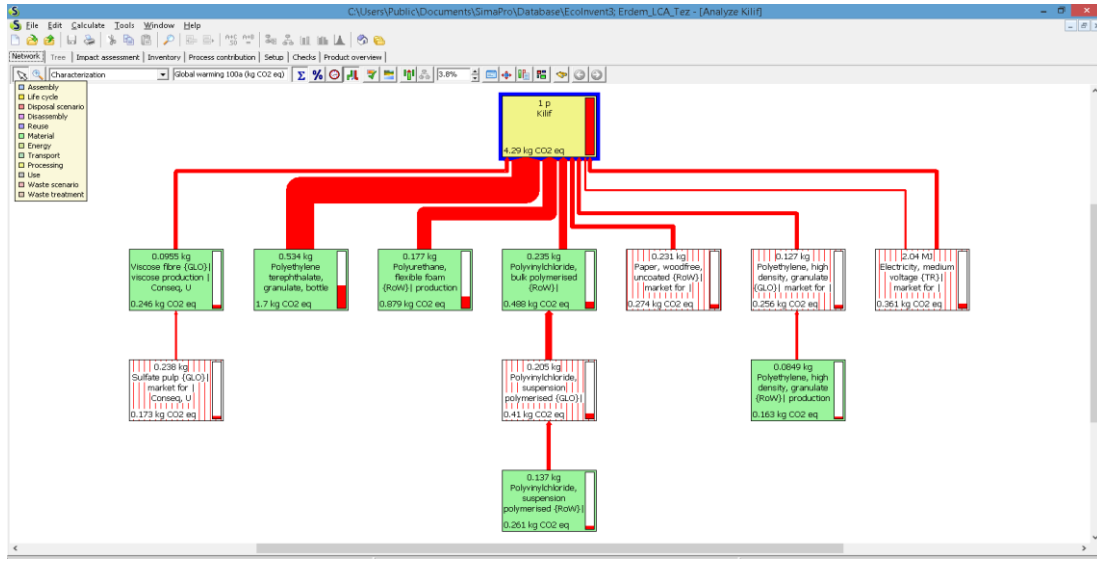 C:\Users\Public\Documents\SimaPro\Database\EcoInvent3; Erdem_LCA_Tez - [Analyze Kilif]
File Edit Calculate Tools Window Help
Network Tree Impact assessment Inventory Process contribution Setup Checks Product overview
Characterization Global warming 100a (kg CO2 eq) Σ % 3.8%
Assembly
Life cycle
Disposal scenario
Disassembly
Reuse
Material
Energy
Transport
Processing
Use
Waste scenario
Waste treatment
1 p
Kilif
4.29 kg CO2 eq
0.0955 kg
Viscose fibre {GLO}|
viscose production |
Conseq, U
0.246 kg CO2 eq
0.534 kg
Polyethylene
terephthalate,
granulate, bottle
1.7 kg CO2 eq
0.177 kg
Polyurethane,
flexible foam
{RoW}| production
0.879 kg CO2 eq
0.235 kg
Polyvinylchloride,
bulk polymerised
{RoW}|
0.488 kg CO2 eq
0.231 kg
Paper, woodfree,
uncoated {RoW}|
market for |
0.274 kg CO2 eq
0.127 kg
Polyethylene, high
density, granulate
{GLO}| market for |
0.256 kg CO2 eq
2.04 MJ
Electricity, medium
voltage {TR}|
market for |
0.361 kg CO2 eq
0.238 kg
Sulfate pulp {GLO}|
market for |
Conseq, U
0.173 kg CO2 eq
0.205 kg
Polyvinylchloride,
suspension
polymerised {GLO}|
0.41 kg CO2 eq
0.0849 kg
Polyethylene, high
density, granulate
{RoW}| production
0.163 kg CO2 eq
0.137 kg
Polyvinylchloride,
suspension
polymerised {RoW}|
0.261 kg CO2 eq